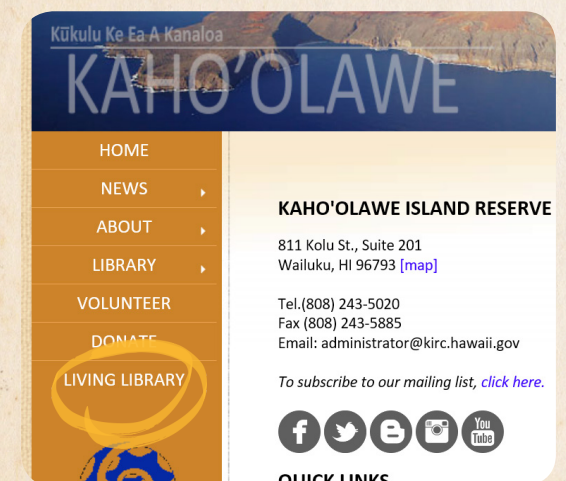 Kūkulu Ke Ea A Kanaloa
KAHO'OLAWE
HOME
NEWS
ABOUT
LIBRARY
VOLUNTEER
DONATE
LIVING LIBRARY
KAHO'OLAWE ISLAND RESERVE
811 Kolu St., Suite 201
Wailuku, HI 96793 [map]
Tel.(808) 243-5020
Fax (808) 243-5885
Email: administrator@kirc.hawaii.gov
To subscribe to our mailing list, click here.
You
Tube
QUICK LINKS